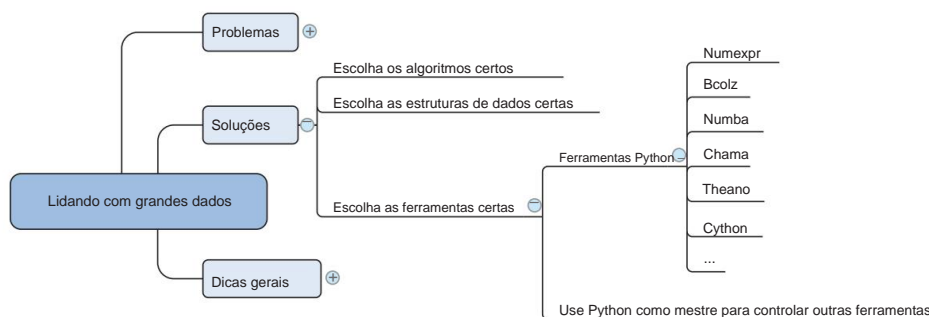 Lidando com grandes dados
Problemas
Soluções
Escolha os algoritmos certos
Escolha as estruturas de dados certas
Escolha as ferramentas certas
Ferramentas Python
Numexpr
Bcolz
Numba
Chama
Theano
Cython
...
Use Python como mestre para controlar outras ferramentas
Dicas gerais